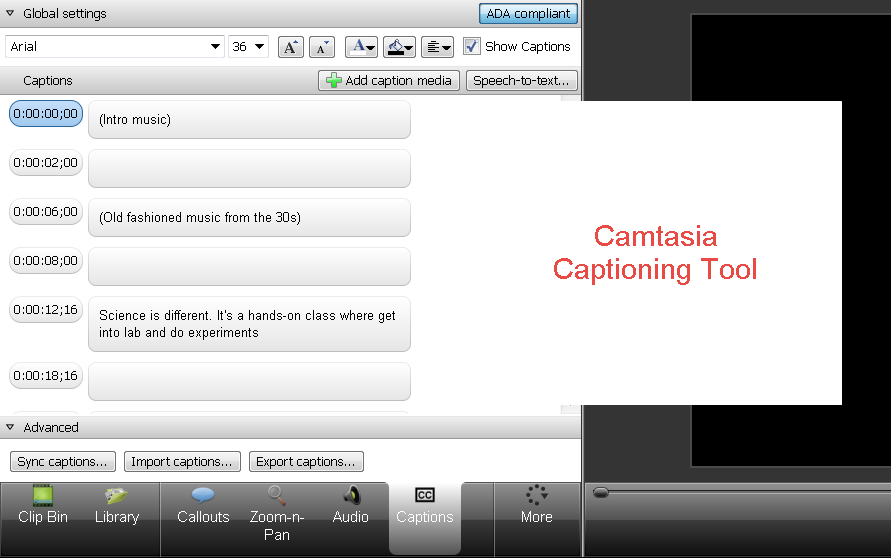 Global settings
ADA compliant
Arial
36
A
A
A
Show Captions
Captions
Add caption media
Speech-to-text...
0:00:00;00
(Intro music)
0:00:02;00
0:00:06;00
(Old fashioned music from the 30s)
0:00:08;00
0:00:12;16
Science is different. It's a hands-on class where get
into lab and do experiments
0:00:18;16
Camtasia
Captioning Tool
Advanced
Sync captions...
Import captions...
Export captions...
Clip Bin
Library
Callouts
Zoom-n-
Pan
Audio
CC
Captions
More